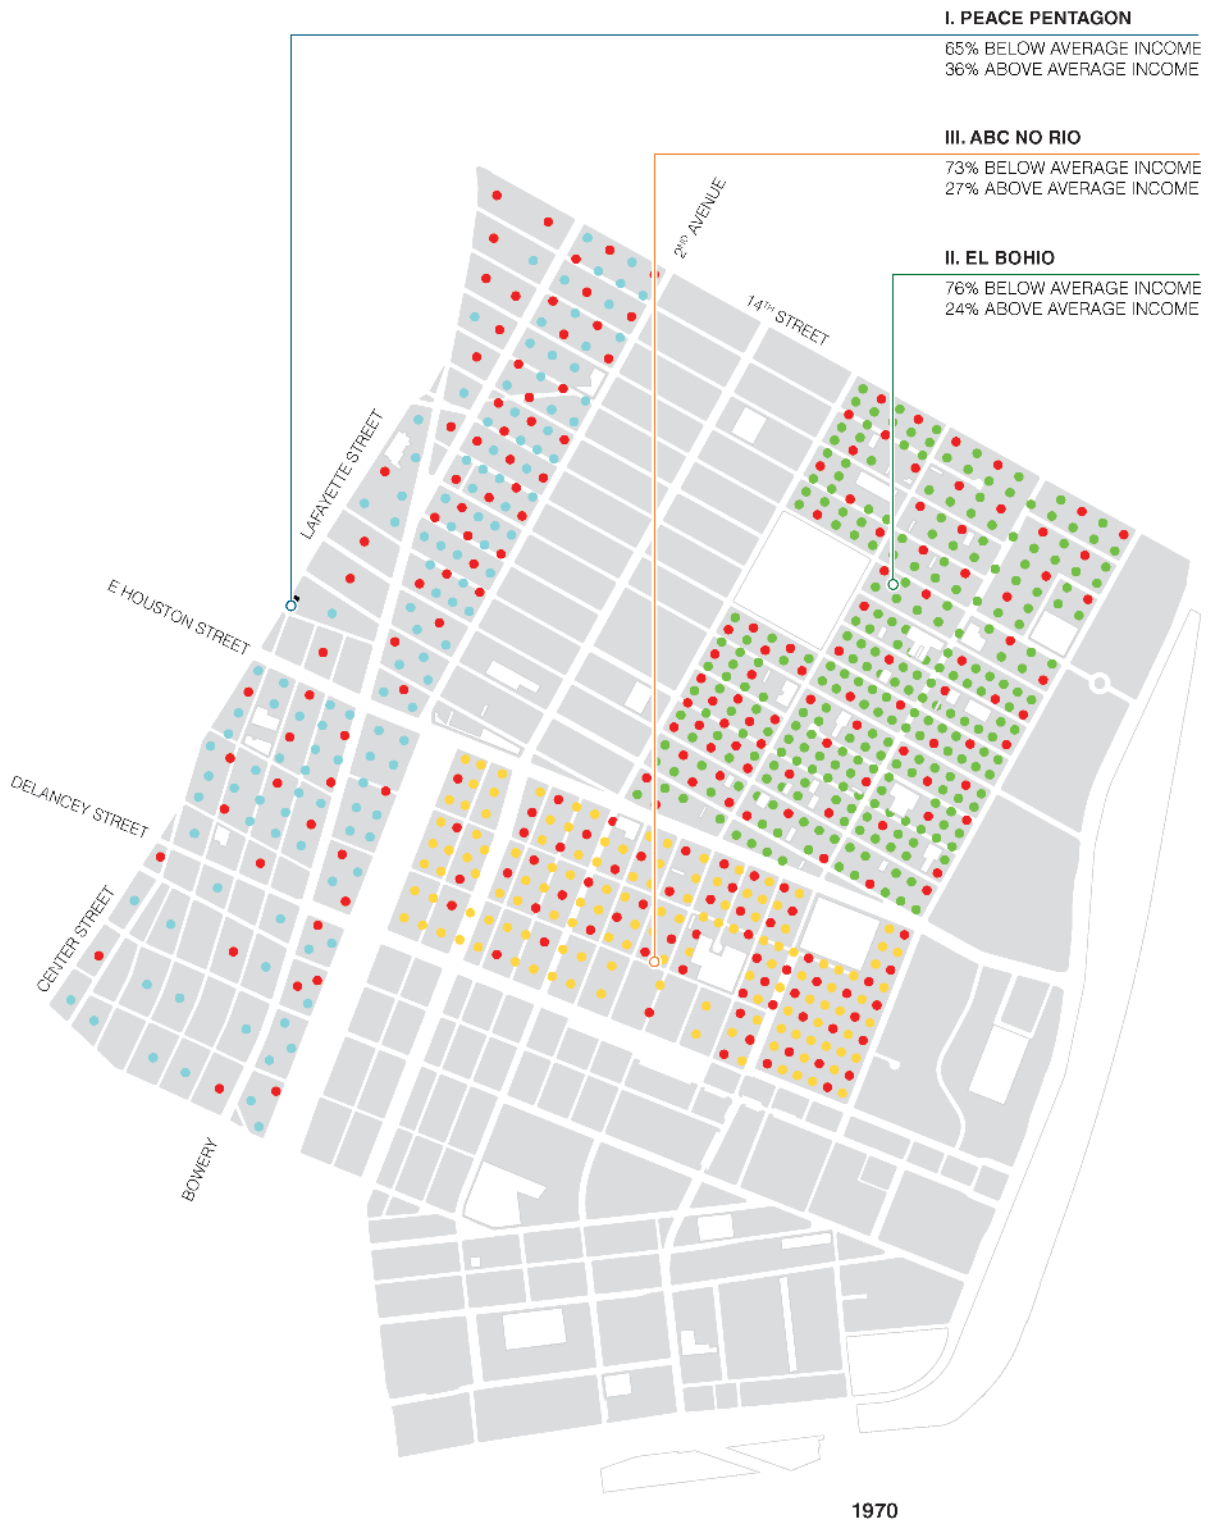 I. PEACE PENTAGON
65% BELOW AVERAGE INCOME
36% ABOVE AVERAGE INCOME
III. ABC NO RIO
73% BELOW AVERAGE INCOME
27% ABOVE AVERAGE INCOME
2ND AVENUE
II. EL BOHIO
76% BELOW AVERAGE INCOME
24% ABOVE AVERAGE INCOME
14TH STREET
LAFAYETTE STREET
E HOUSTON STREET
DELANCEY STREET
CENTER STREET
BOWERY
1970